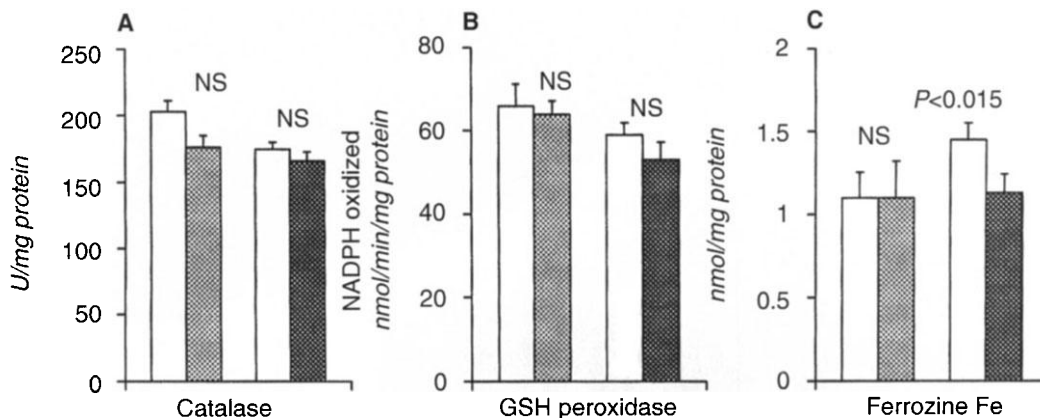 A
250
200
150
100
50
0
U/mg protein
NS
NS
Catalase
B
80
60
40
20
0
NADPH oxidized
nmol/min/mg protein
NS
NS
GSH peroxidase
C
2
1.5
1
0.5
0
nmol/mg protein
NS
P<0.015
Ferrozine Fe